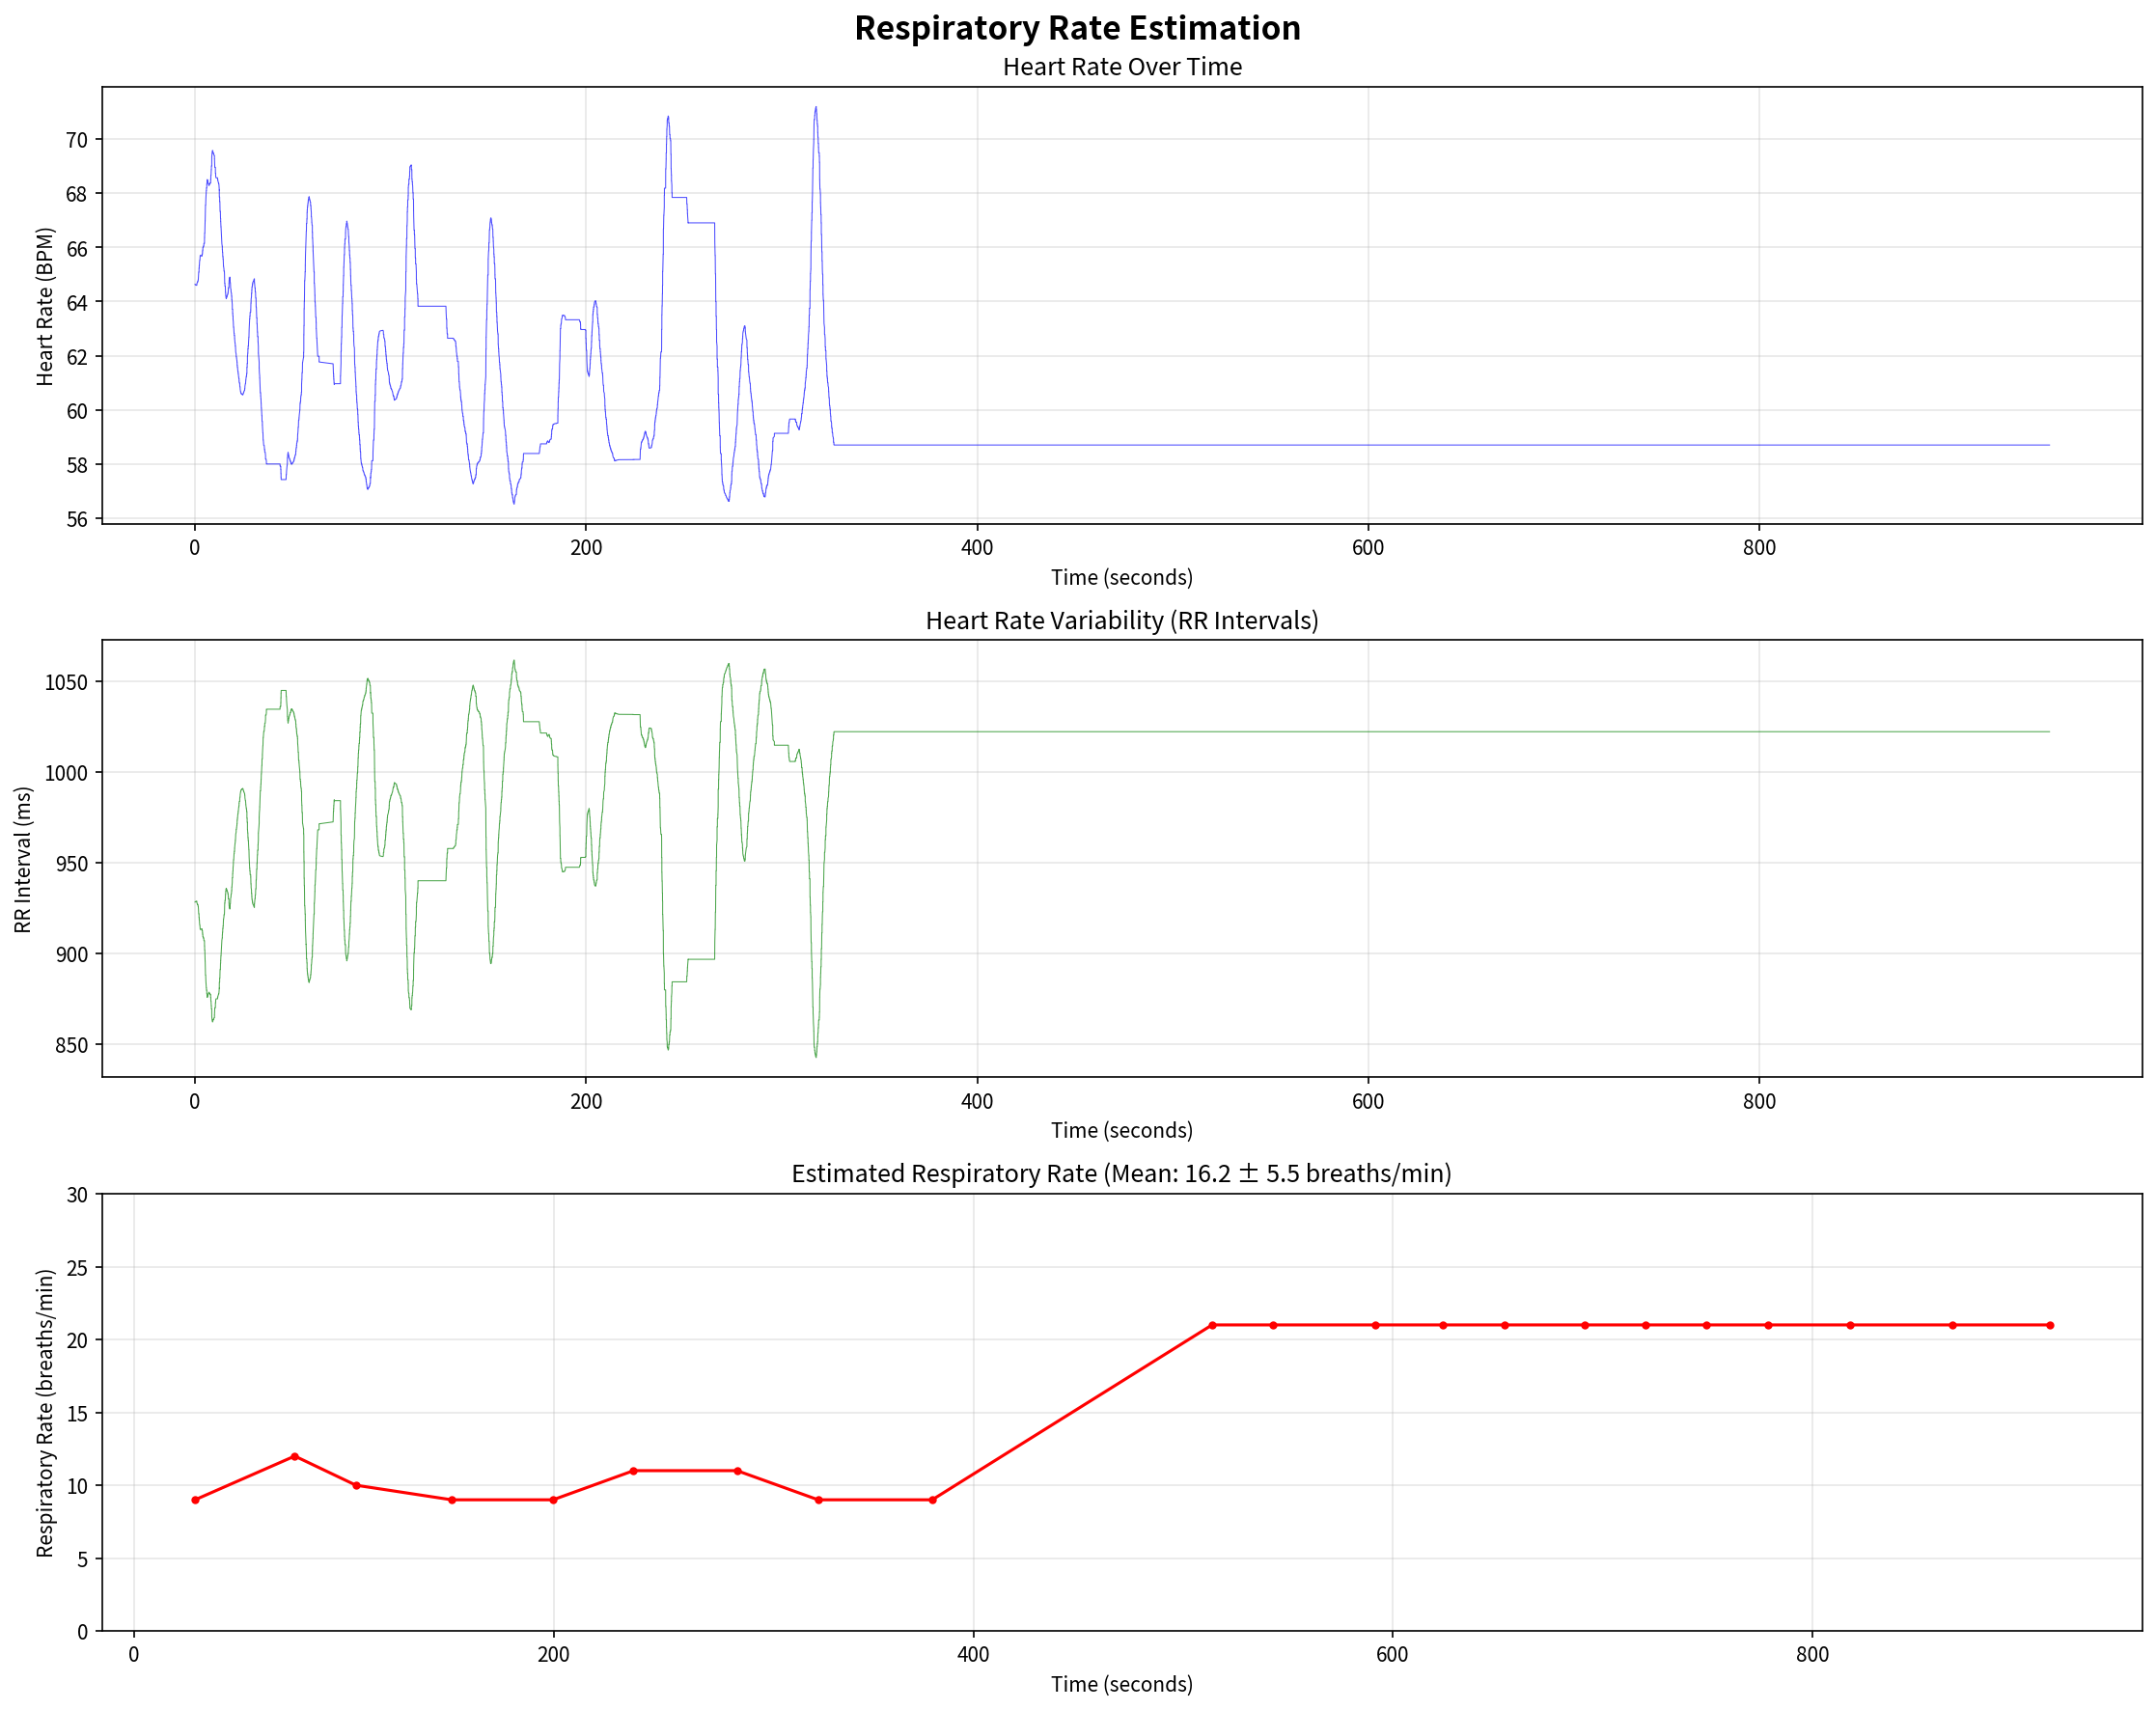 Respiratory Rate Estimation
Heart Rate Over Time
Heart Rate (BPM)
70
68
66
64
62
60
58
56
0 200 400 600 800
Time (seconds)
Heart Rate Variability (RR Intervals)
RR Interval (ms)
1050
1000
950
900
850
0 200 400 600 800
Time (seconds)
Estimated Respiratory Rate (Mean: 16.2 ± 5.5 breaths/min)
Respiratory Rate (breaths/min)
30
25
20
15
10
5
0
0 200 400 600 800
Time (seconds)